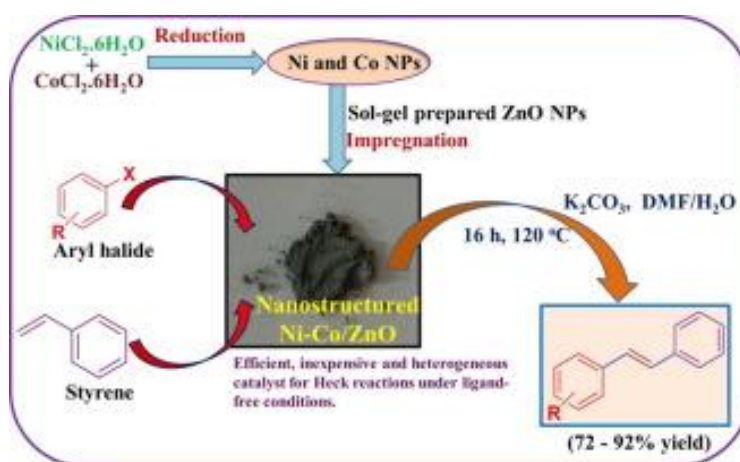 NiCl₂.6H₂O
+
CoCl₂.6H₂O
Reduction
Ni and Co NPs
Sol-gel prepared ZnO NPs
Impregnation
X
R
Aryl halide
Styrene
Nanostructured
Ni-Co/ZnO
K₂CO₃, DMF/H₂O
16 h, 120 °C
Efficient, inexpensive and heterogeneous
catalyst for Heck reactions under ligand-
free conditions.
R
(72 - 92% yield)